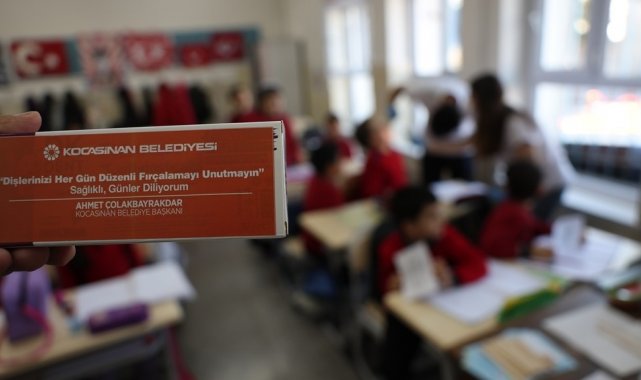 KOCASİNAN BELEDİYESİ
"Dişlerinizi Her Gün Düzenli Fırçalamayı Unutmayın"
Sağlıklı, Günler Diliyorum
AHMET ÇOLAKBAYRAKDAR
KOCASİNAN BELEDİYE BAŞKANI